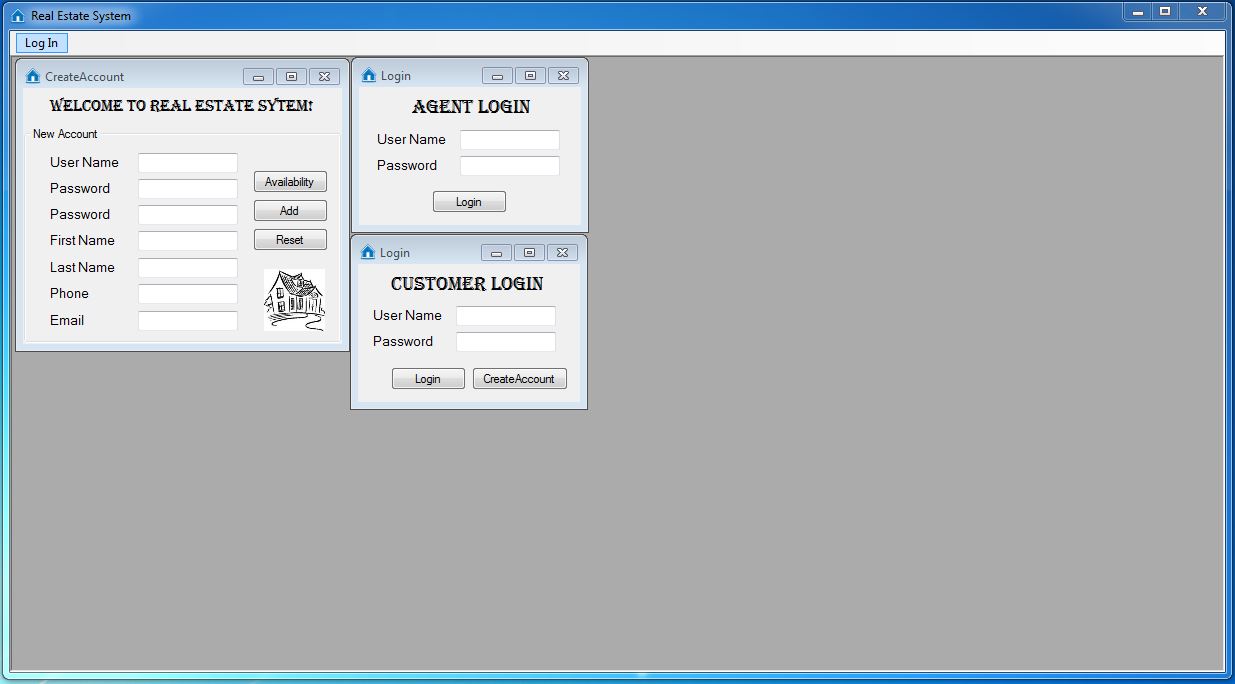 Real Estate System
Log In
CreateAccount
WELCOME TO REAL ESTATE SYTEM!
New Account
User Name
Password
Password
First Name
Last Name
Phone
Email
Availability
Add
Reset
Login
AGENT LOGIN
User Name
Password
Login
Login
CUSTOMER LOGIN
User Name
Password
Login
CreateAccount